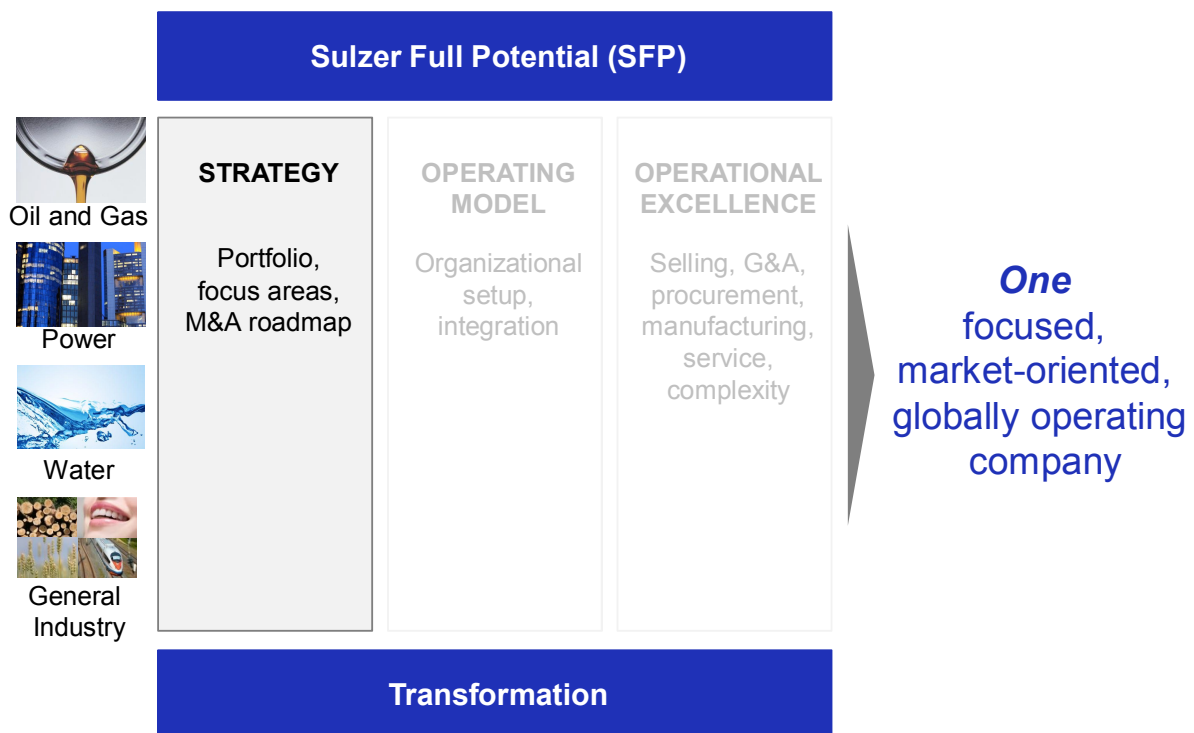 Sulzer Full Potential (SFP)
Oil and Gas
Power
Water
General
Industry
STRATEGY
Portfolio,
focus areas,
M&A roadmap
OPERATING
MODEL
Organizational
setup,
integration
OPERATIONAL
EXCELLENCE
Selling, G&A,
procurement,
manufacturing,
service,
complexity
One
focused,
market-oriented,
globally operating
company
Transformation